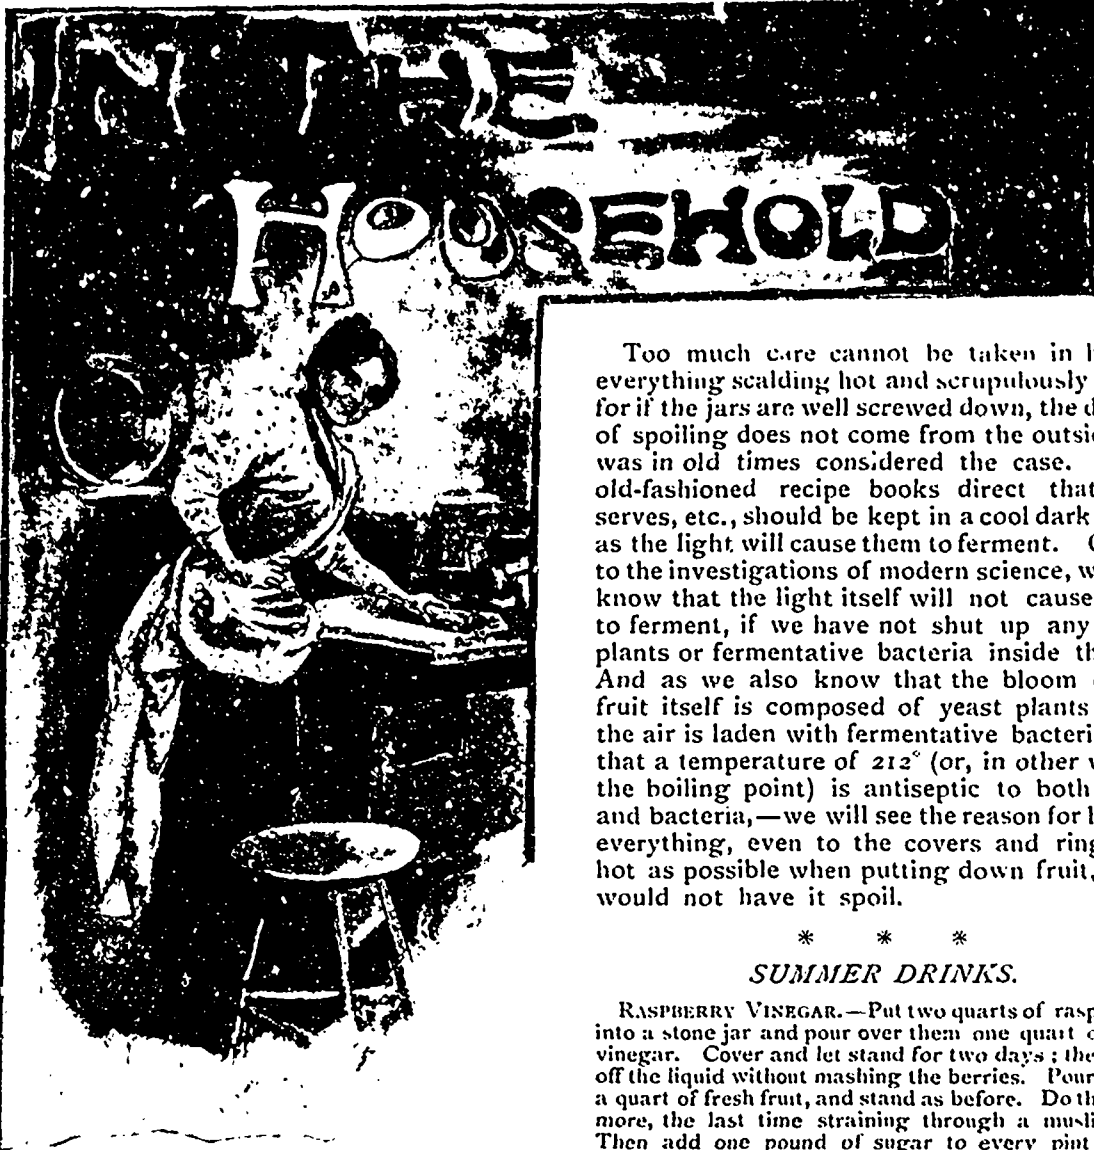 IN THE
HOUSEHOLD
Too much care cannot be taken in
everything scalding hot and scrupulously
for if the jars are well screwed down, the
of spoiling does not come from the
was in old times considered the case.
old-fashioned recipe books direct that
serves, etc., should be kept in a cool dark
as the light will cause them to ferment.
to the investigations of modern science,
know that the light itself will not cause
to ferment, if we have not shut up any
plants or fermentative bacteria inside
And as we also know that the bloom
fruit itself is composed of yeast plants
the air is laden with fermentative
that a temperature of 212° (or, in other
the boiling point) is antiseptic to both
and bacteria,—we will see the reason for
everything, even to the covers and
hot as possible when putting down fruit,
would not have it spoil.
* * *
SUMMER DRINKS.
RASPBERRY VINEGAR.—Put two quarts of
into a stone jar and pour over them one quart
vinegar. Cover and let stand for two days ;
off the liquid without mashing the berries. Pour
a quart of fresh fruit, and stand as before. Do
more, the last time straining through a
Then add one pound of sugar to every pint